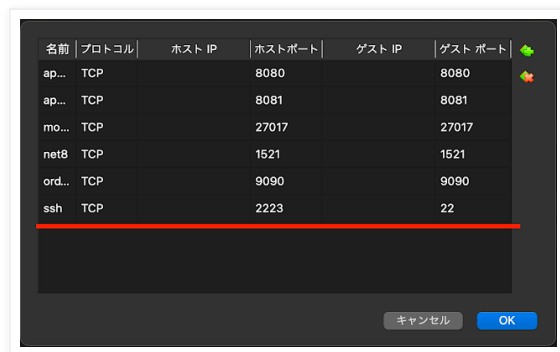 名前 プロトコル ホスト IP ホストポート ゲスト IP ゲスト ポート
ap... TCP 8080 8080
ap... TCP 8081 8081
mo... TCP 27017 27017
net8 TCP 1521 1521
ord... TCP 9090 9090
ssh TCP 2223 22
キャンセル OK